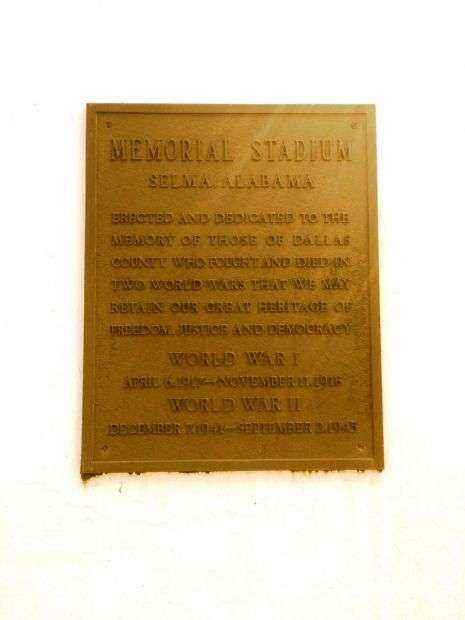 MEMORIAL STADIUM
SELMA, ALABAMA
ERECTED AND DEDICATED TO THE
MEMORY OF THOSE OF DALLAS
COUNTY WHO FOUGHT AND DIED IN
TWO WORLD WARS THAT WE MAY
RETAIN OUR GREAT HERITAGE OF
FREEDOM, JUSTICE AND DEMOCRACY
WORLD WAR I
APRIL 6, 1917—NOVEMBER 11, 1918
WORLD WAR II
DECEMBER 7, 1941—SEPTEMBER 2, 1945